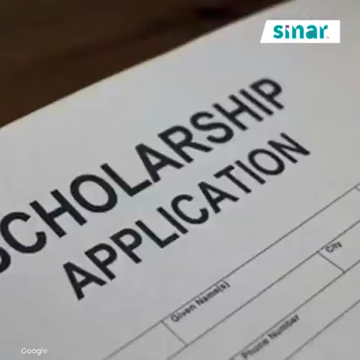 sinar
SCHOLARSHIP
APPLICATION
Given Name(s)
City
Phone Number
Google